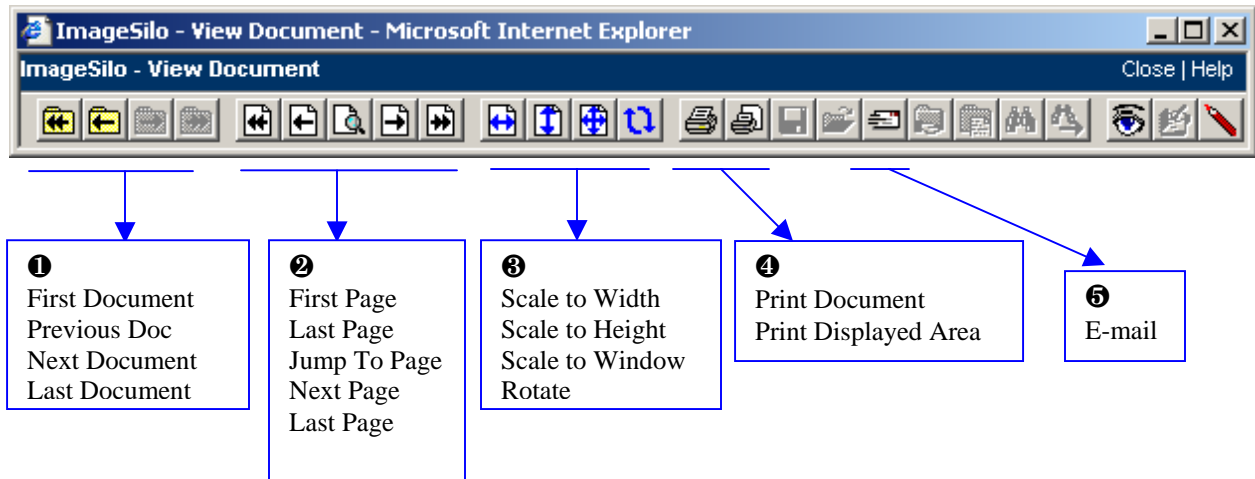 ImageSilo - View Document - Microsoft Internet Explorer
ImageSilo - View Document
Close | Help
❶
First Document
Previous Doc
Next Document
Last Document
❷
First Page
Last Page
Jump To Page
Next Page
Last Page
❸
Scale to Width
Scale to Height
Scale to Window
Rotate
❹
Print Document
Print Displayed Area
❺
E-mail